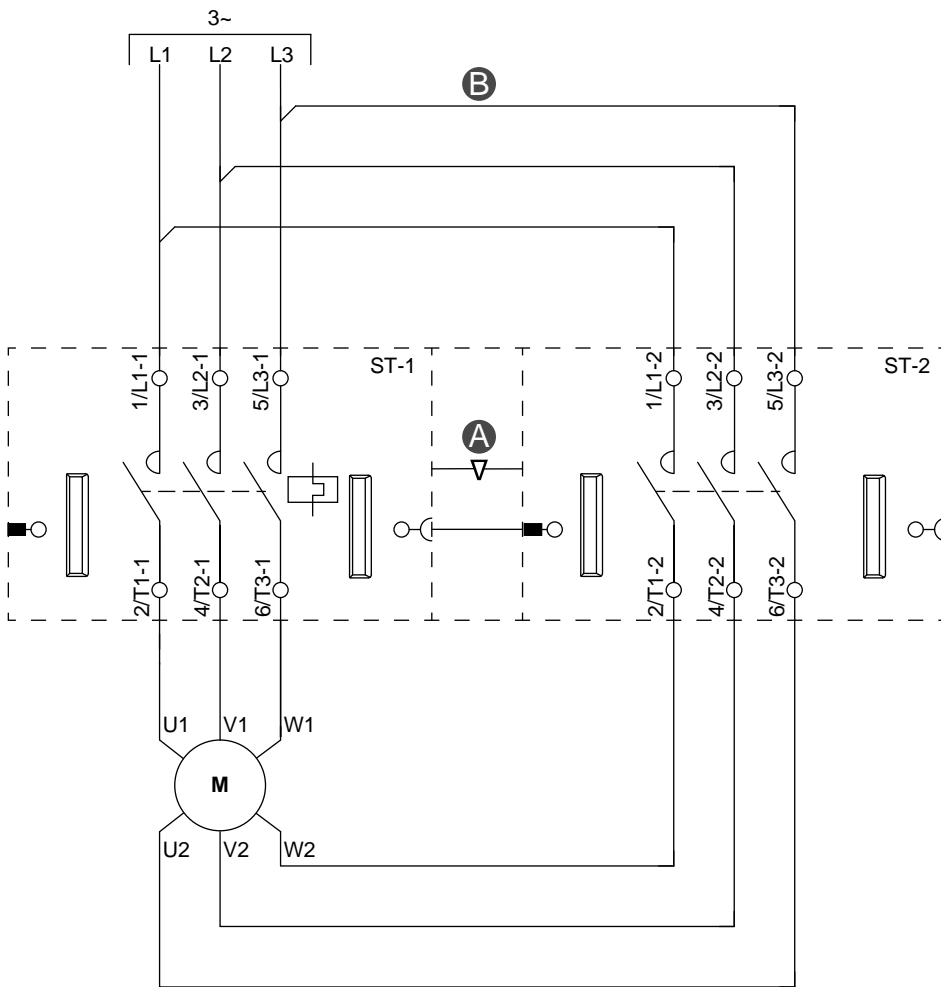 3~
L1 L2 L3
B
ST-1 ST-2
1/L1-1 3/L2-1 5/L3-1 1/L1-2 3/L2-2 5/L3-2
A
2/T1-1 4/T2-1 6/T3-1 2/T1-2 4/T2-2 6/T3-2
U1 V1 W1
M
U2 V2 W2